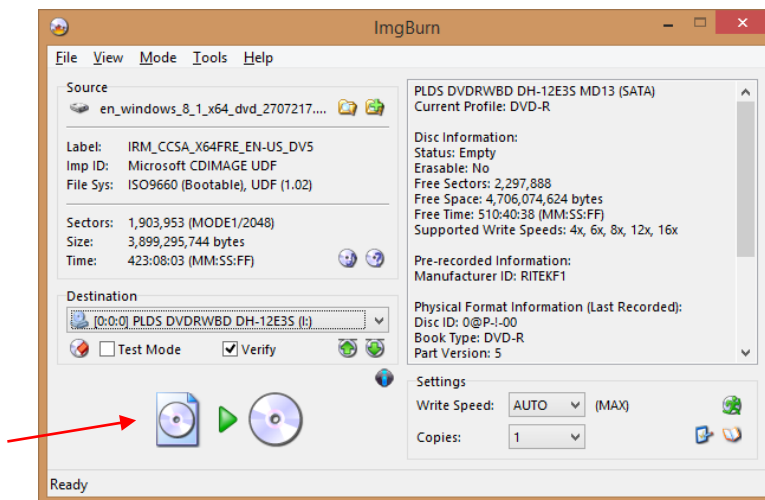 ImgBurn
File View Mode Tools Help
Source
en_windows_8_1_x64_dvd_2707217....
Label: IRM_CCSA_X64FRE_EN-US_DV5
Imp ID: Microsoft CDIMAGE UDF
File Sys: ISO9660 (Bootable), UDF (1.02)
Sectors: 1,903,953 (MODE1/2048)
Size: 3,899,295,744 bytes
Time: 423:08:03 (MM:SS:FF)
Destination
[0:0:0] PLDS DVDRWBD DH-12E3S (I:)
Test Mode Verify
PLDS DVDRWBD DH-12E3S MD13 (SATA)
Current Profile: DVD-R
Disc Information:
Status: Empty
Erasable: No
Free Sectors: 2,297,888
Free Space: 4,706,074,624 bytes
Free Time: 510:40:38 (MM:SS:FF)
Supported Write Speeds: 4x, 6x, 8x, 12x, 16x
Pre-recorded Information:
Manufacturer ID: RITEKF1
Physical Format Information (Last Recorded):
Disc ID: 0@P-!-00
Book Type: DVD-R
Part Version: 5
Settings
Write Speed: AUTO (MAX)
Copies: 1
Ready